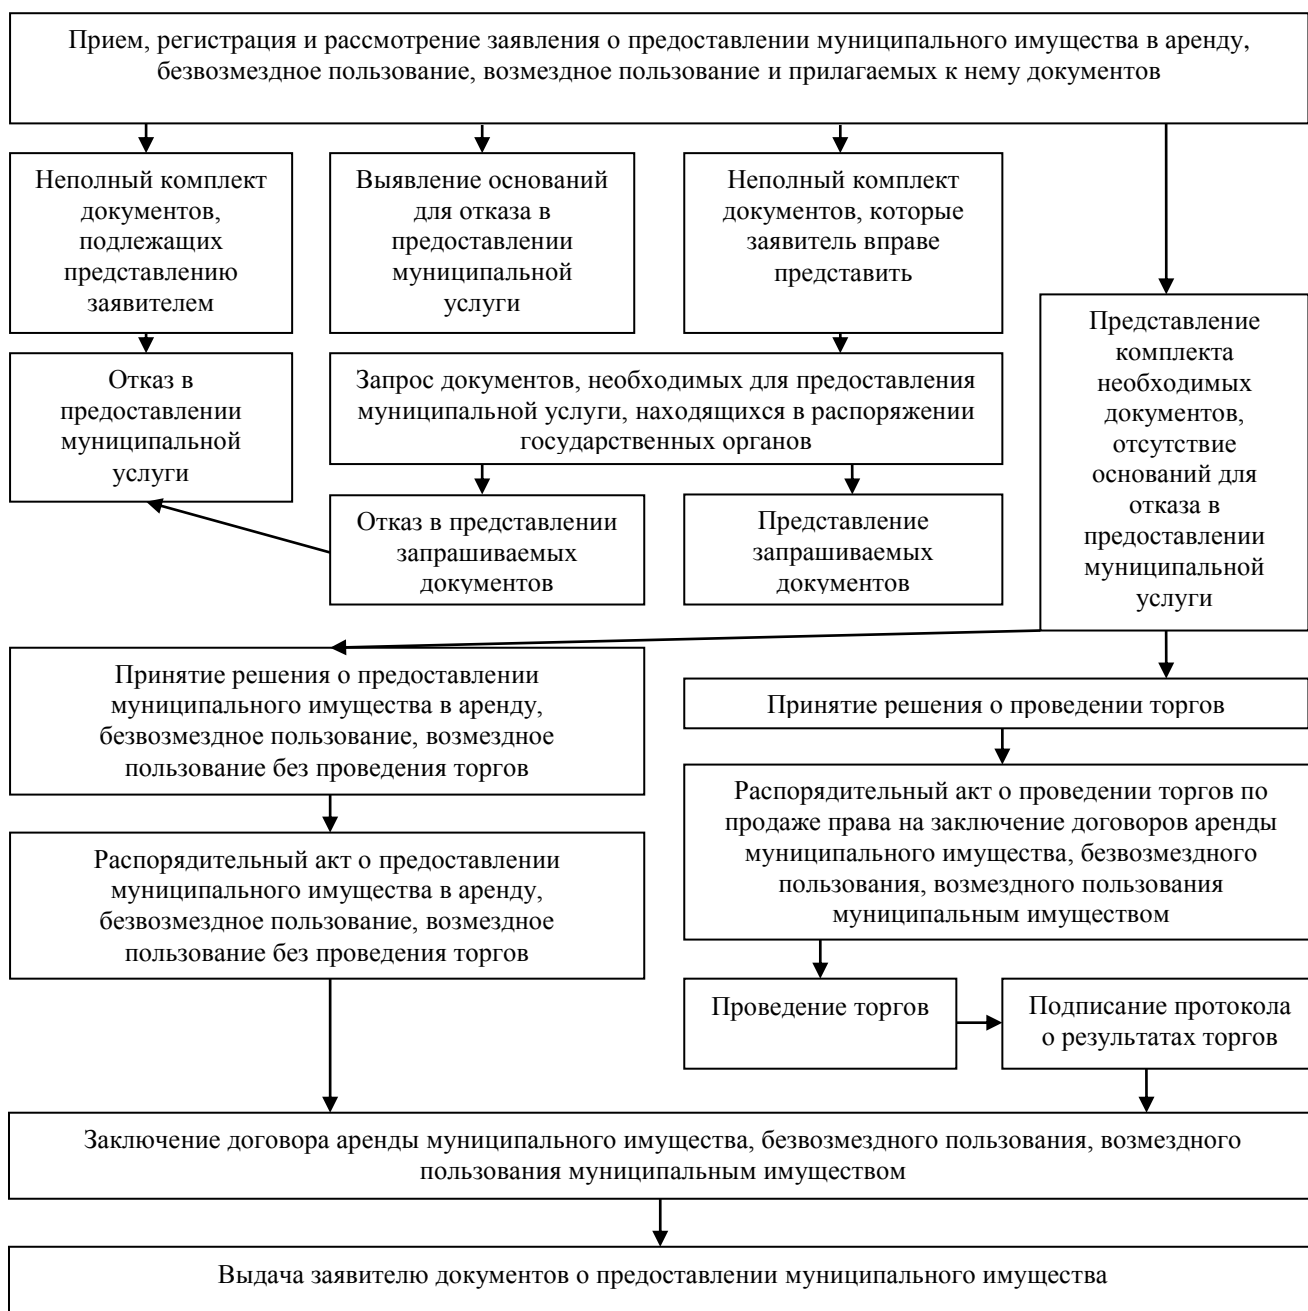 Прием, регистрация и рассмотрение заявления о предоставлении муниципального имущества в аренду,
безвозмездное пользование, возмездное пользование и прилагаемых к нему документов
Неполный комплект
документов,
подлежащих
представлению
заявителем
Выявление оснований
для отказа в
предоставлении
муниципальной
услуги
Неполный комплект
документов, которые
заявитель вправе
представить
Представление
комплекта
необходимых
документов,
отсутствие
оснований для
отказа в
предоставлении
муниципальной
услуги
Отказ в
предоставлении
муниципальной
услуги
Запрос документов, необходимых для предоставления
муниципальной услуги, находящихся в распоряжении
государственных органов
Отказ в представлении
запрашиваемых
документов
Представление
запрашиваемых
документов
Принятие решения о предоставлении
муниципального имущества в аренду,
безвозмездное пользование, возмездное
пользование без проведения торгов
Принятие решения о проведении торгов
Распорядительный акт о предоставлении
муниципального имущества в аренду,
безвозмездное пользование, возмездное
пользование без проведения торгов
Распорядительный акт о проведении торгов по
продаже права на заключение договоров аренды
муниципального имущества, безвозмездного
пользования, возмездного пользования
муниципальным имуществом
Проведение торгов
Подписание протокола
о результатах торгов
Заключение договора аренды муниципального имущества, безвозмездного пользования, возмездного
пользования муниципальным имуществом
Выдача заявителю документов о предоставлении муниципального имущества